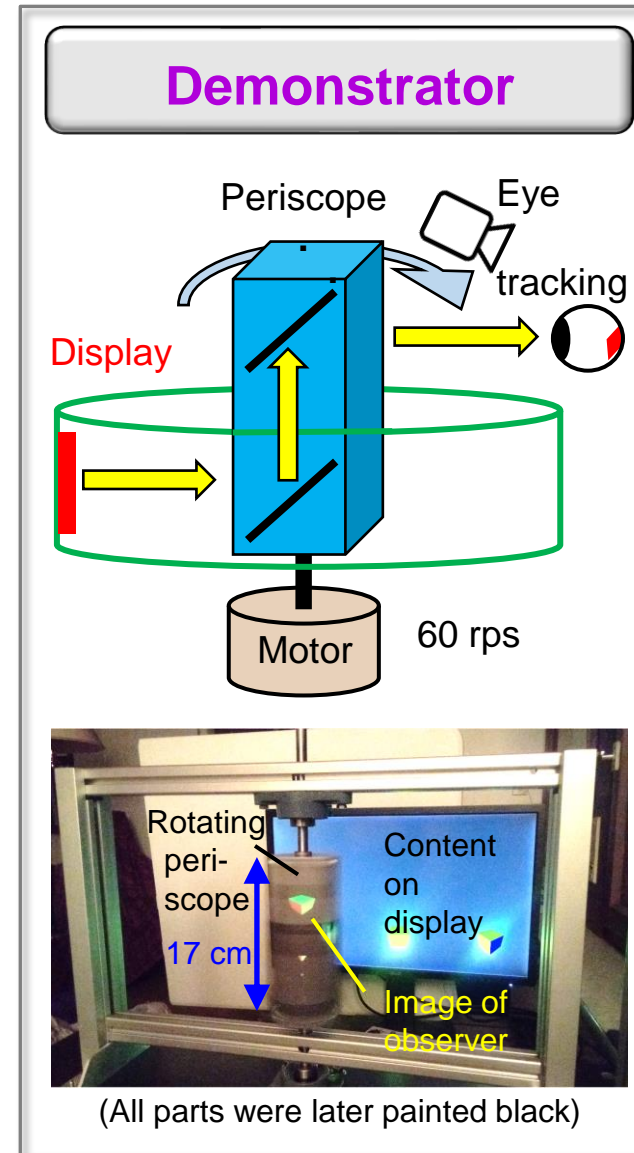 Demonstrator
Periscope
Eye
tracking
Display
Motor
60 rps
Rotating
peri-
scope
17 cm
Content
on
display
Image of
observer
(All parts were later painted black)